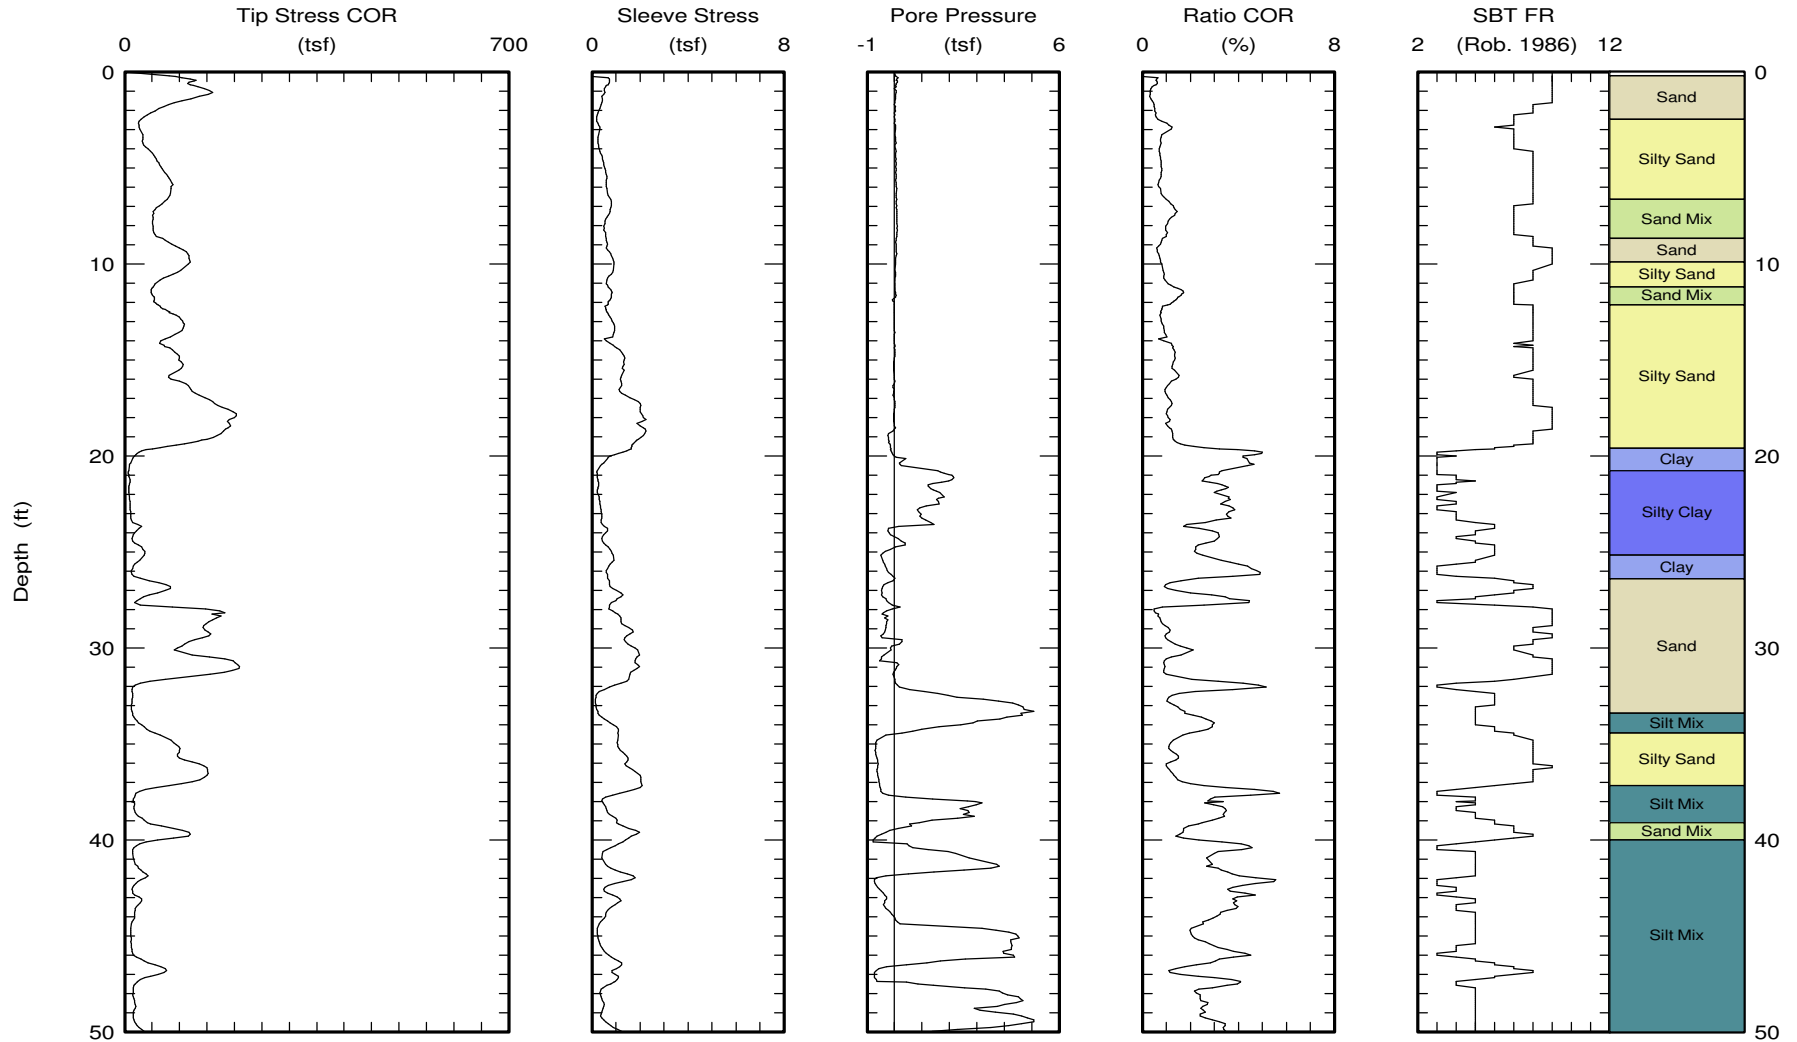 Tip Stress COR Sleeve Stress Pore Pressure Ratio COR SBT FR
0 (tsf) 700 0 (tsf) 8 -1 (tsf) 6 0 (%) 8 2 (Rob. 1986) 12
0 0
Sand
Silty Sand
Sand Mix
Sand
10 10
Silty Sand
Sand Mix
Silty Sand
20 Clay 20
Silty Clay
Depth (ft)
Clay
30 Sand 30
Silt Mix
Silty Sand
Silt Mix
Sand Mix
40 40
Silt Mix
50 50